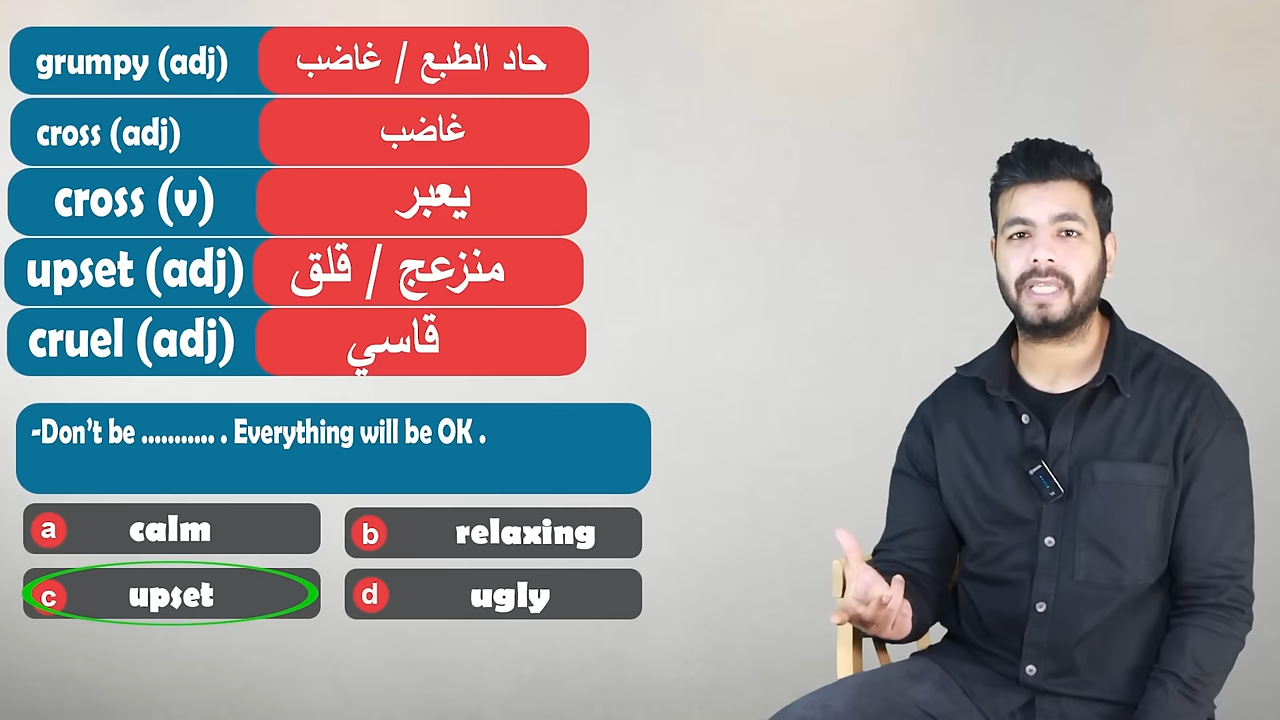 grumpy (adj) حاد الطبع / غاضب
cross (adj) غاضب
cross (v) يعبر
upset (adj) منزعج / قلق
cruel (adj) قاسي
-Don't be ........... . Everything will be OK .
a calm
b relaxing
c upset
d ugly